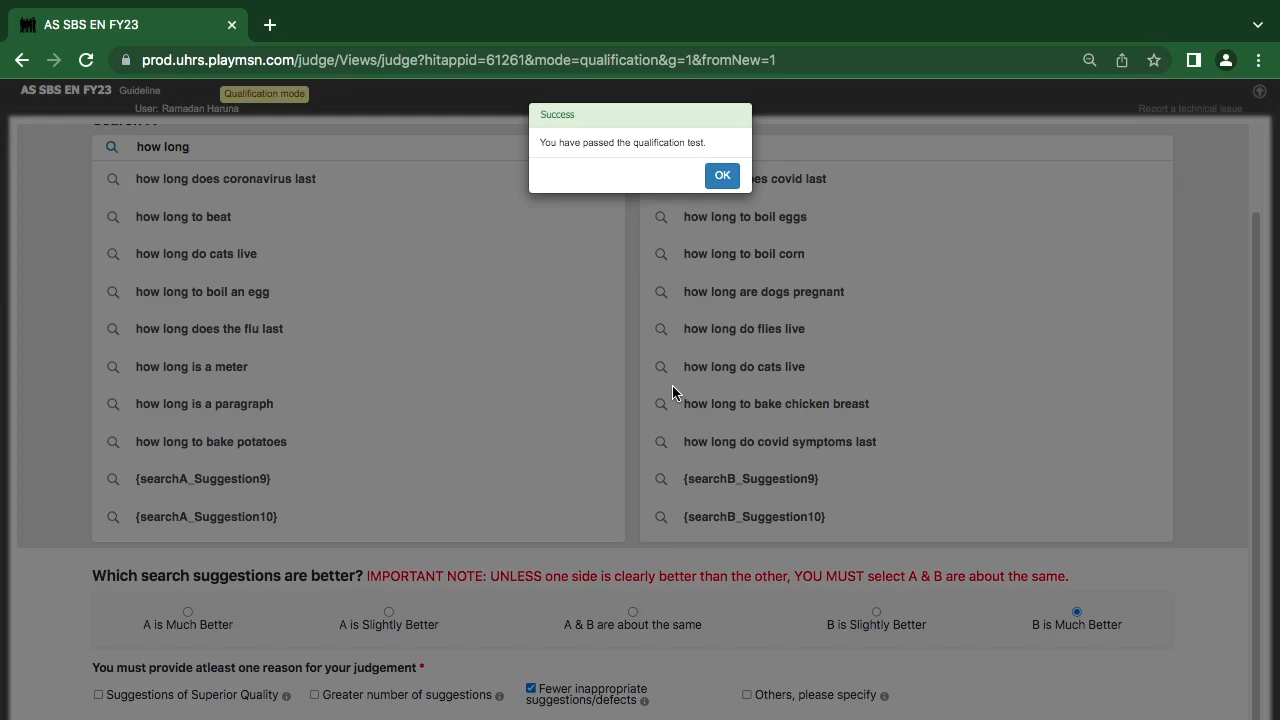 AS SBS EN FY23
prod.uhrs.playmsn.com/judge/Views/judge?hitappid=61261&mode=qualification&g=1&fromNew=1
AS SBS EN FY23 Guideline
Qualification mode
User: Ramadan Haruna
Report a technical issue
Success
You have passed the qualification test.
OK
how long
how long does coronavirus last
how long to beat
how long do cats live
how long to boil an egg
how long does the flu last
how long is a meter
how long is a paragraph
how long to bake potatoes
{searchA_Suggestion9}
{searchA_Suggestion10}
es covid last
how long to boil eggs
how long to boil corn
how long are dogs pregnant
how long do flies live
how long do cats live
how long to bake chicken breast
how long do covid symptoms last
{searchB_Suggestion9}
{searchB_Suggestion10}
Which search suggestions are better? IMPORTANT NOTE: UNLESS one side is clearly better than the other, YOU MUST select A & B are about the same.
A is Much Better
A is Slightly Better
A & B are about the same
B is Slightly Better
B is Much Better
You must provide atleast one reason for your judgement *
Suggestions of Superior Quality
Greater number of suggestions
Fewer inappropriate
suggestions/defects
Others, please specify